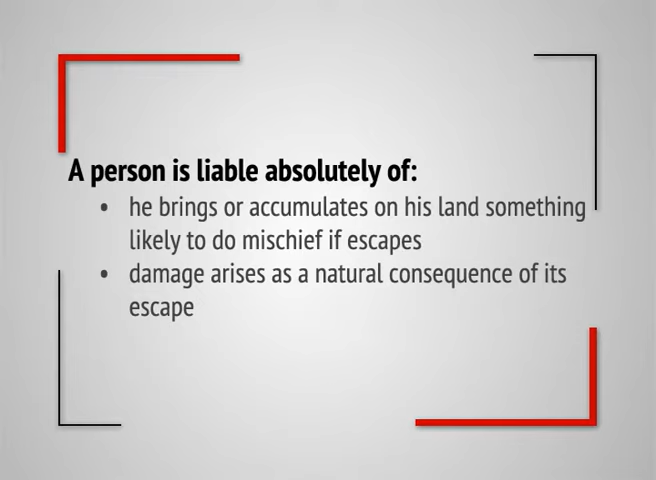 A person is liable absolutely of:
• he brings or accumulates on his land something
likely to do mischief if escapes
• damage arises as a natural consequence of its
escape